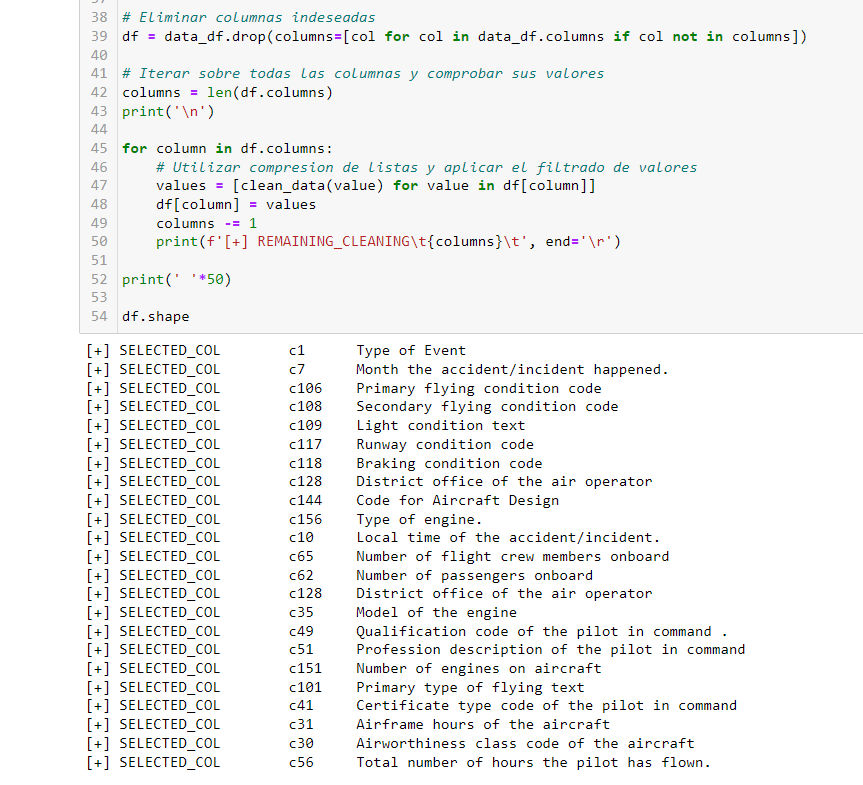 37
38 # Eliminar columnas indeseadas
39 df = data_df.drop(columns=[col for col in data_df.columns if col not in columns])
40
41 # Iterar sobre todas las columnas y comprobar sus valores
42 columns = len(df.columns)
43 print('\n')
44
45 for column in df.columns:
46     # Utilizar compresion de listas y aplicar el filtrado de valores
47     values = [clean_data(value) for value in df[column]]
48     df[column] = values
49     columns -= 1
50     print(f'[+] REMAINING_CLEANING\t{columns}\t', end='\r')
51
52 print(' '*50)
53
54 df.shape
[+] SELECTED_COL c1 Type of Event
[+] SELECTED_COL c7 Month the accident/incident happened.
[+] SELECTED_COL c106 Primary flying condition code
[+] SELECTED_COL c108 Secondary flying condition code
[+] SELECTED_COL c109 Light condition text
[+] SELECTED_COL c117 Runway condition code
[+] SELECTED_COL c118 Braking condition code
[+] SELECTED_COL c128 District office of the air operator
[+] SELECTED_COL c144 Code for Aircraft Design
[+] SELECTED_COL c156 Type of engine.
[+] SELECTED_COL c10 Local time of the accident/incident.
[+] SELECTED_COL c65 Number of flight crew members onboard
[+] SELECTED_COL c62 Number of passengers onboard
[+] SELECTED_COL c128 District office of the air operator
[+] SELECTED_COL c35 Model of the engine
[+] SELECTED_COL c49 Qualification code of the pilot in command .
[+] SELECTED_COL c51 Profession description of the pilot in command
[+] SELECTED_COL c151 Number of engines on aircraft
[+] SELECTED_COL c101 Primary type of flying text
[+] SELECTED_COL c41 Certificate type code of the pilot in command
[+] SELECTED_COL c31 Airframe hours of the aircraft
[+] SELECTED_COL c30 Airworthiness class code of the aircraft
[+] SELECTED_COL c56 Total number of hours the pilot has flown.